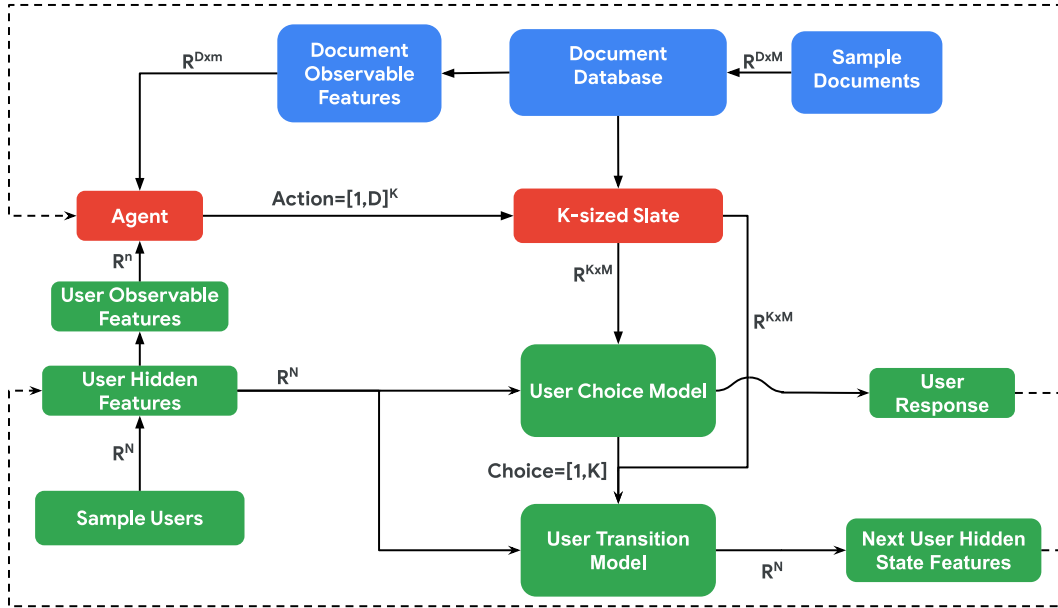 R^Dxm
Document
Observable
Features
Document
Database
R^DxM
Sample
Documents
Agent
Action=[1,D]^K
K-sized Slate
R^n
User Observable
Features
R^KxM
R^KxM
User Hidden
Features
R^N
User Choice Model
User
Response
R^N
Choice=[1,K]
Sample Users
User Transition
Model
R^N
Next User Hidden
State Features